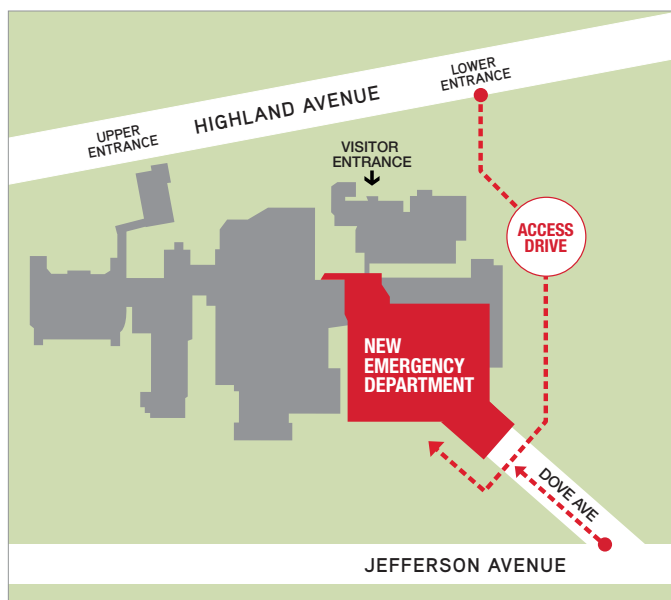 LOWER
ENTRANCE
HIGHLAND AVENUE
UPPER
ENTRANCE
VISITOR
ENTRANCE
ACCESS
DRIVE
NEW
EMERGENCY
DEPARTMENT
DOVE AVE
JEFFERSON AVENUE